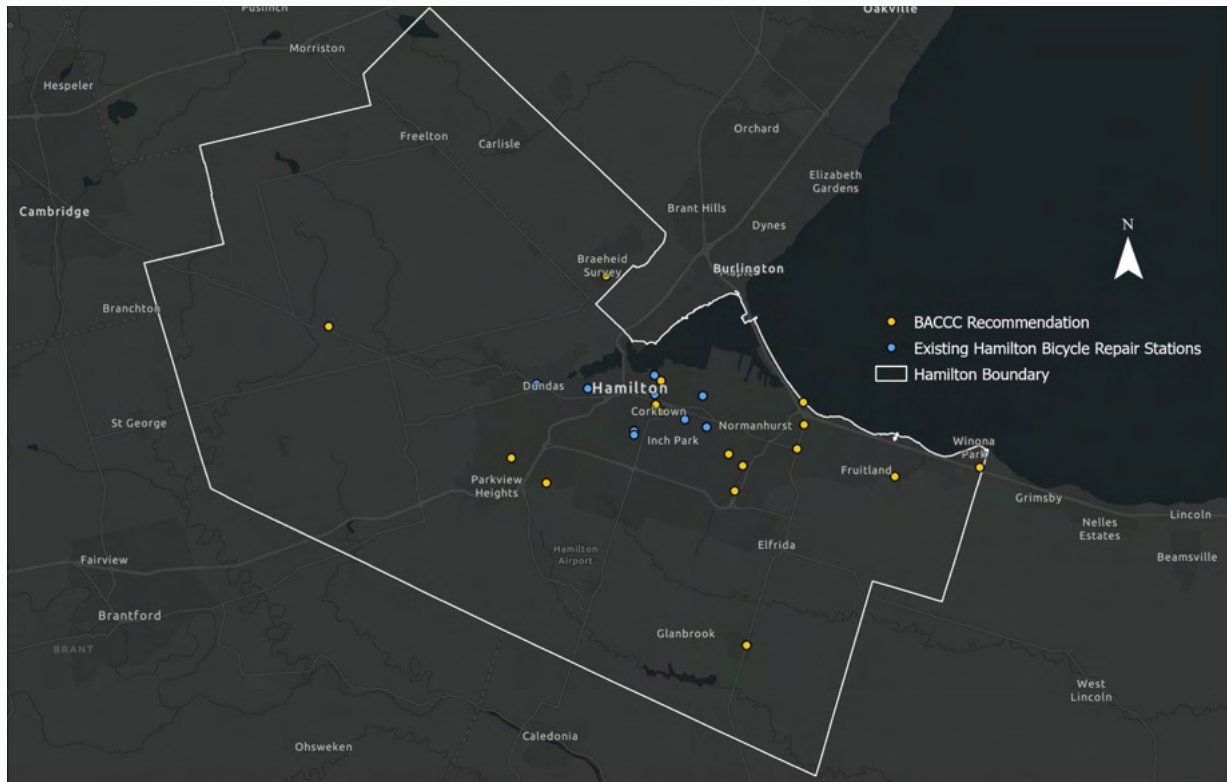 Puslinch
Oakville
Morriston
Hespeler
Orchard
Freelton
Carlisle
Elizabeth
Gardens
Cambridge
Brant Hills
Dynes
N
Braeheid
Survey
Burlington
Branchton
BACCC Recommendation
Existing Hamilton Bicycle Repair Stations
Hamilton Boundary
Dundas
Hamilton
Corktown
St George
Normanhurst
Inch Park
Winona
Park
Parkview
Heights
Fruitland
Grimsby
Lincoln
Nelles
Estates
Elfrida
Hamilton
Airport
Fairview
Beamsville
Brantford
Glanbrook
BRANT
West
Lincoln
Caledonia
Ohsweken